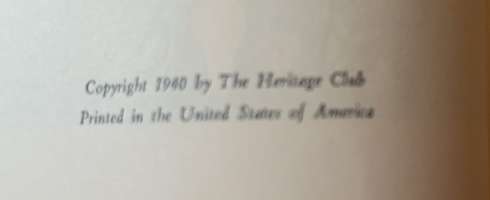 Copyright 1940 by The Heritage Club
Printed in the United States of America